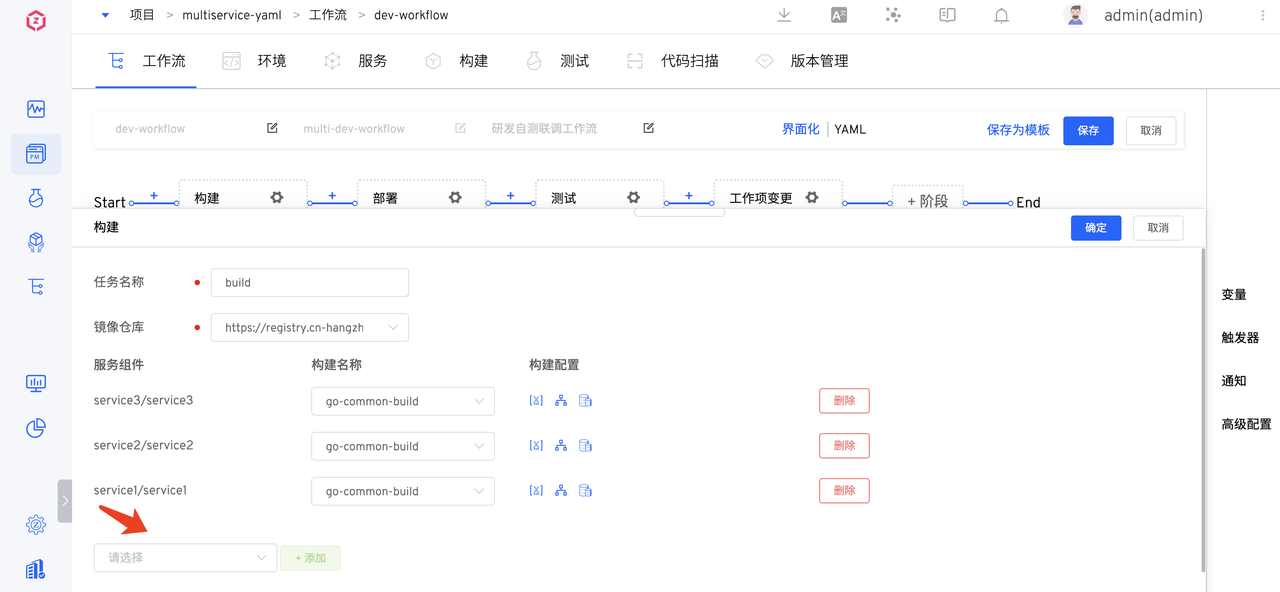 项目 > multiservice-yaml > 工作流 > dev-workflow
admin(admin)
PM
工作流 环境 服务 构建 测试 代码扫描 版本管理
dev-workflow multi-dev-workflow 研发自测联调工作流 界面化 YAML 保存为模板 保存 取消
Start + 构建 + 部署 + 测试 + 工作项变更 + 阶段 End
构建 确定 取消
任务名称 build
镜像仓库 https://registry.cn-hangzh
服务组件 构建名称 构建配置
service3/service3 go-common-build 删除
service2/service2 go-common-build 删除
service1/service1 go-common-build 删除
请选择 + 添加
变量
触发器
通知
高级配置